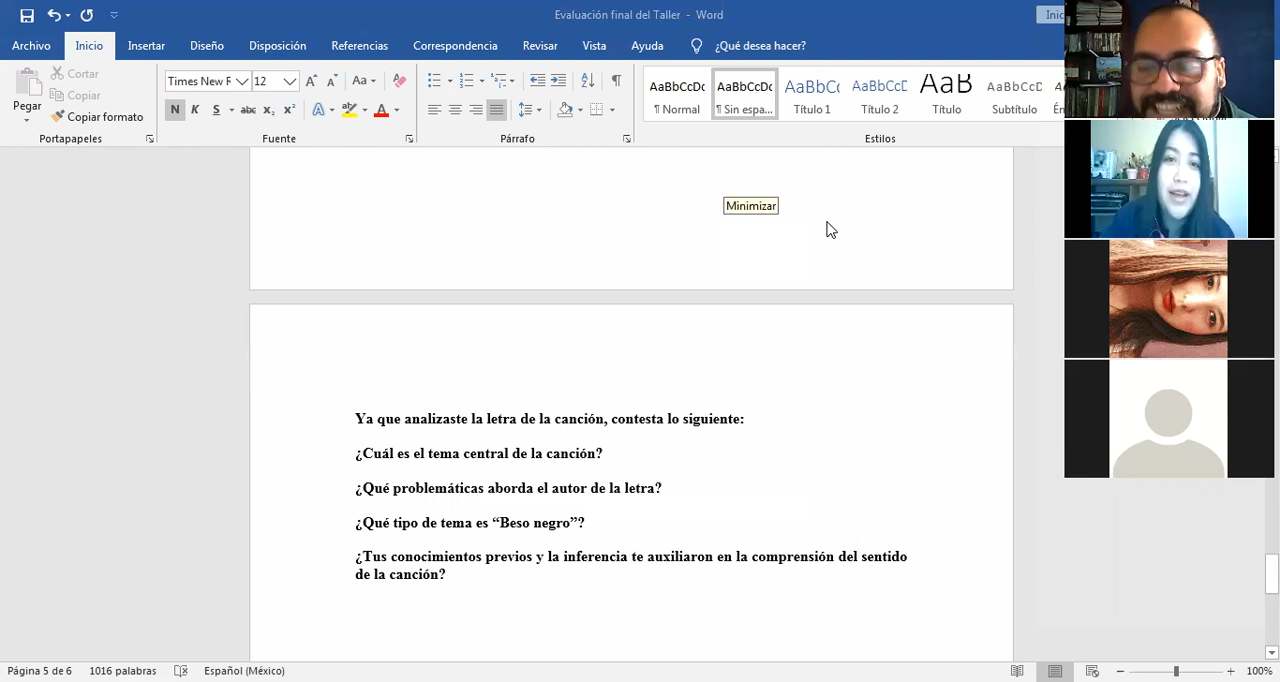 Evaluación final del Taller - Word
Archivo Inicio Insertar Diseño Disposición Referencias Correspondencia Revisar Vista Ayuda ¿Qué desea hacer?
Pegar
Cortar
Copiar
Copiar formato
Portapapeles
Times New F 12
Aa
N K S abc x₂ x² A A
Fuente
Párrafo
AaBbCcDc AaBbCcDc AaBbCc AaBbCcD AaB AaBbCcD
¶ Normal ¶ Sin espa... Título 1 Título 2 Título Subtítulo
Estilos
Minimizar
Ya que analizaste la letra de la canción, contesta lo siguiente:
¿Cuál es el tema central de la canción?
¿Qué problemáticas aborda el autor de la letra?
¿Qué tipo de tema es “Beso negro”?
¿Tus conocimientos previos y la inferencia te auxiliaron en la comprensión del sentido
de la canción?
Página 5 de 6 1016 palabras Español (México) 100%